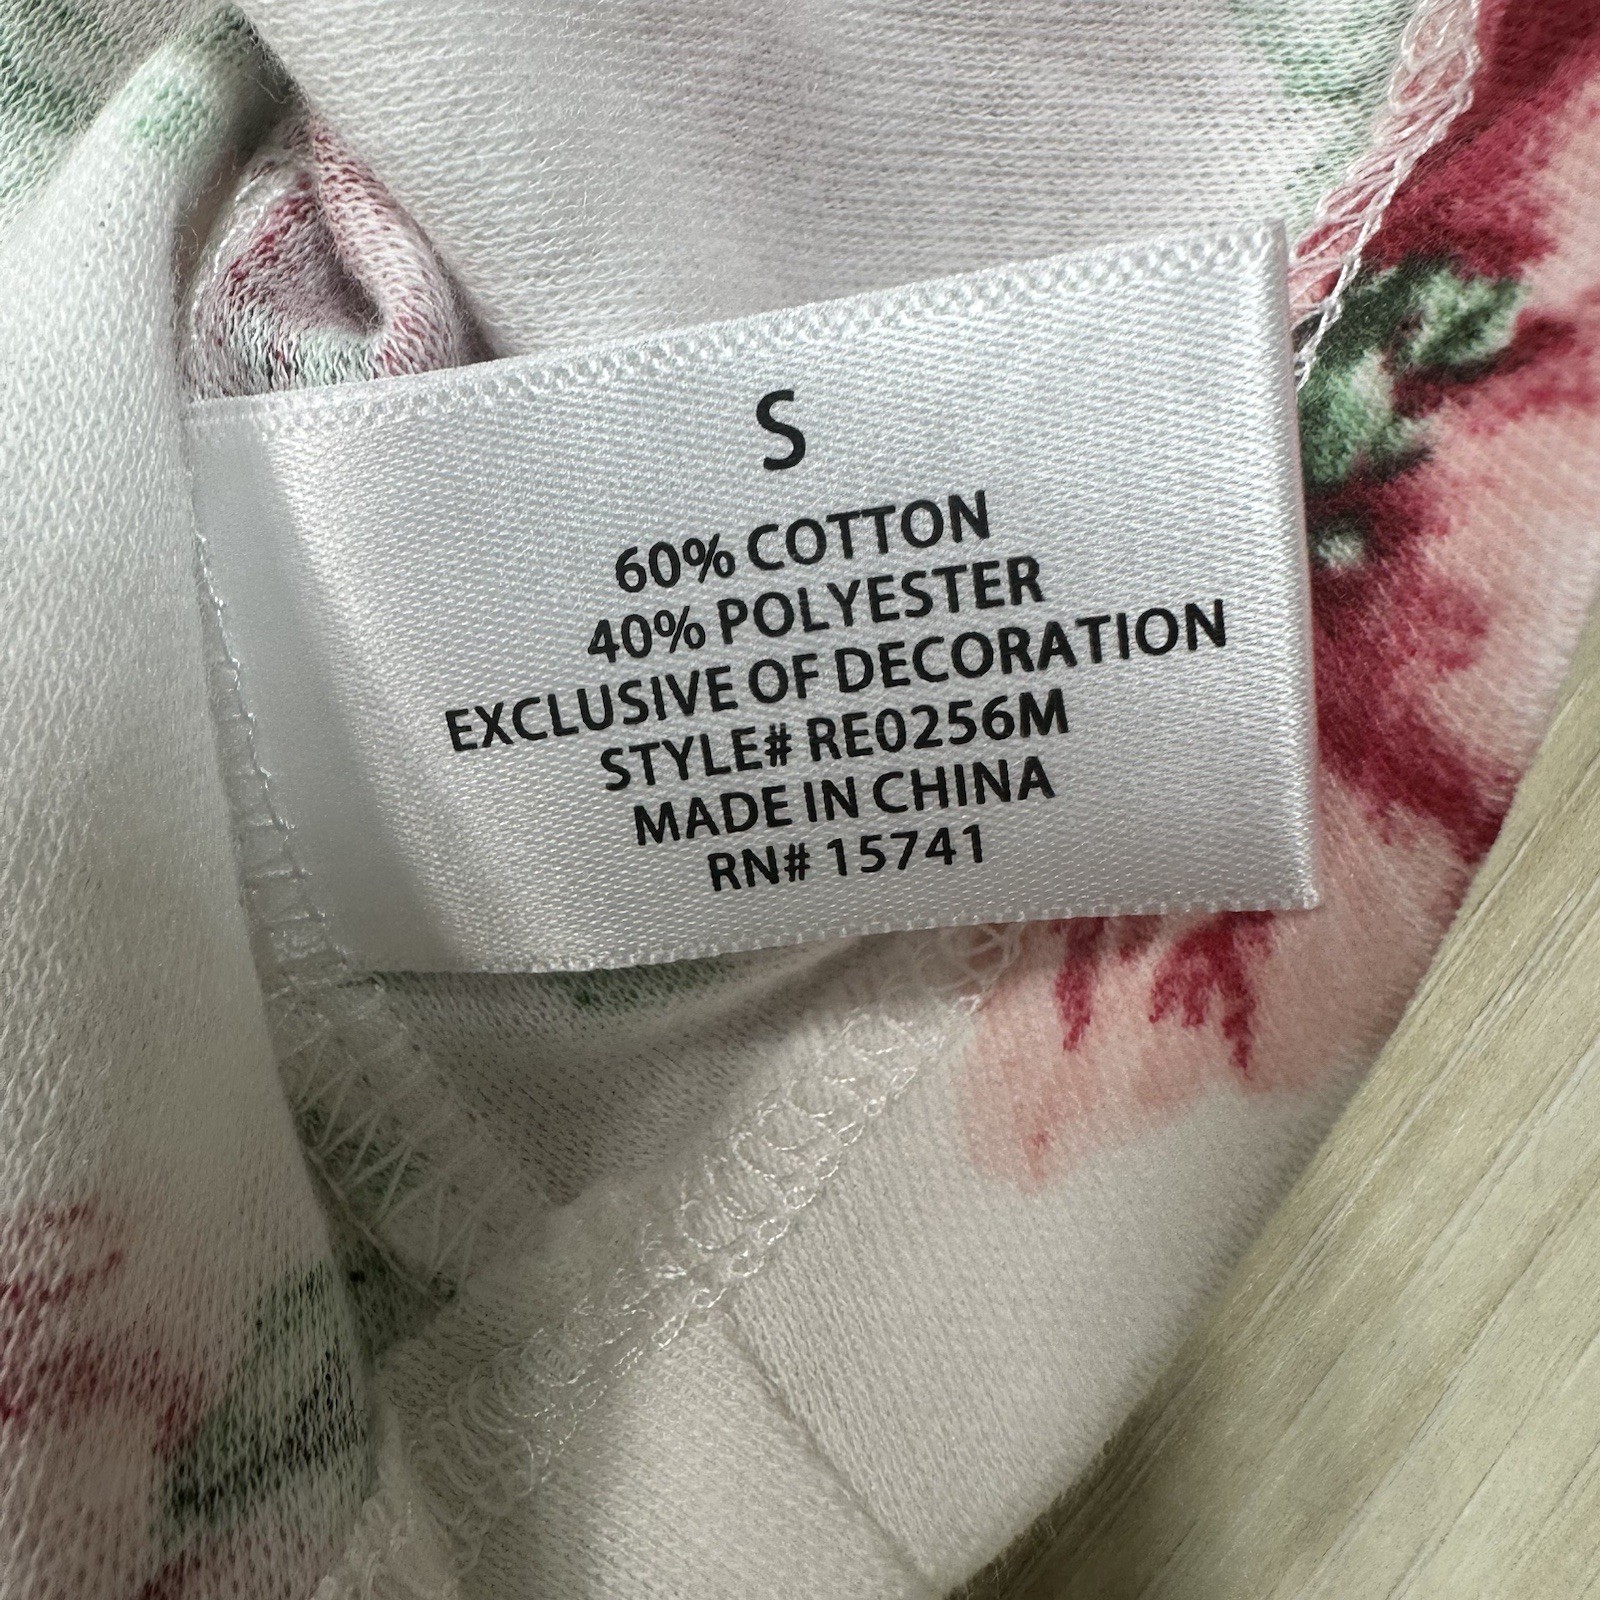 S
60% COTTON
40% POLYESTER
EXCLUSIVE OF DECORATION
STYLE# RE0256M
MADE IN CHINA
RN# 15741